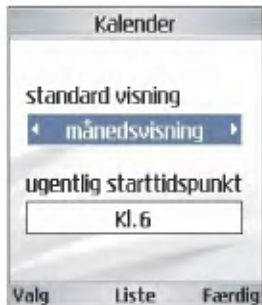 Kalender
standard visning
månedsvisning
ugentlig starttidspunkt
Kl.6
Valg Liste Færdig